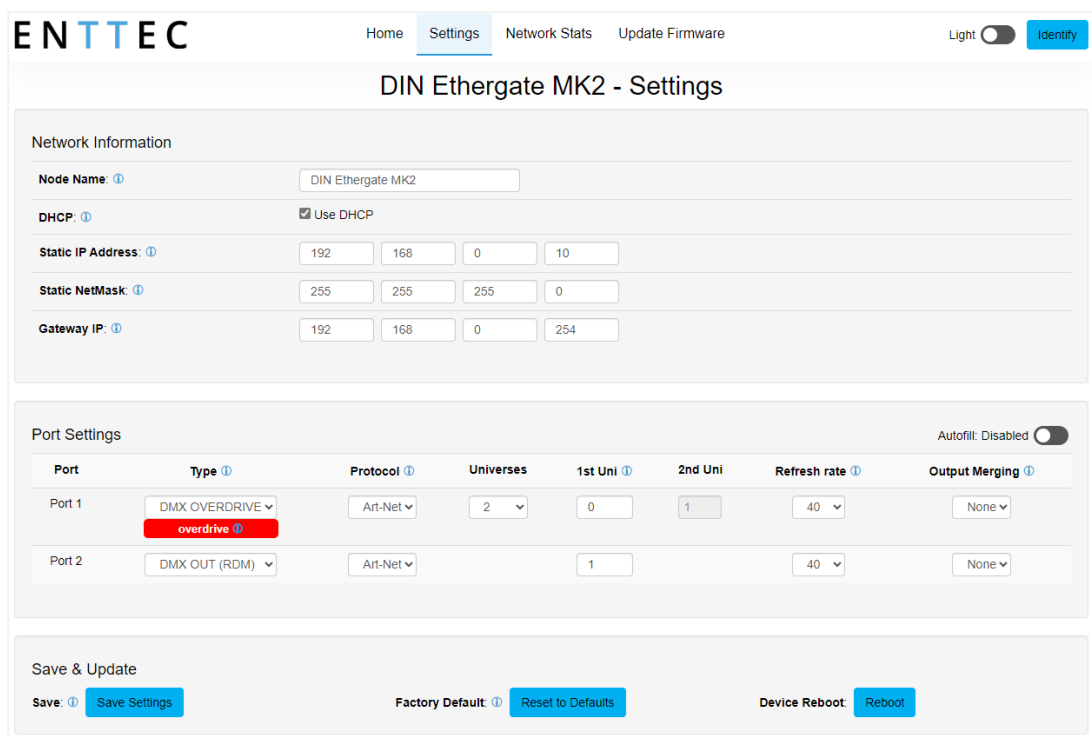 ENTTEC
Home Settings Network Stats Update Firmware Light Identify
DIN Ethergate MK2 - Settings
Network Information
Node Name: DIN Ethergate MK2
DHCP: Use DHCP
Static IP Address: 192 168 0 10
Static NetMask: 255 255 255 0
Gateway IP: 192 168 0 254
Port Settings Autofill: Disabled
Port Type Protocol Universes 1st Uni 2nd Uni Refresh rate Output Merging
Port 1 DMX OVERDRIVE Art-Net 2 0 1 40 None
overdrive
Port 2 DMX OUT (RDM) Art-Net 1 40 None
Save & Update
Save: Save Settings Factory Default: Reset to Defaults Device Reboot: Reboot